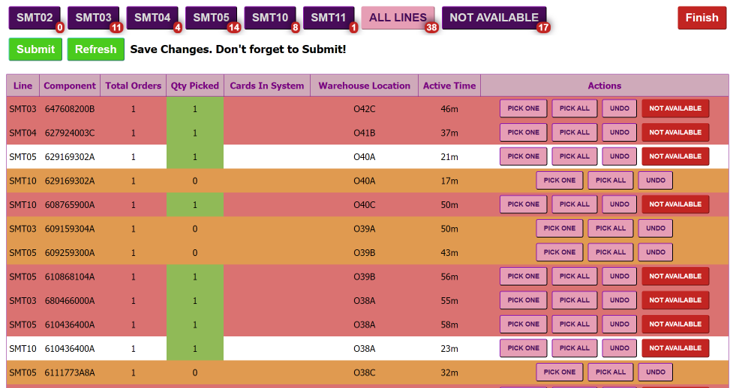 SMT02 0 SMT03 11 SMT04 4 SMT05 14 SMT10 8 SMT11 1 ALL LINES 38 NOT AVAILABLE 17 Finish
Submit Refresh Save Changes. Don't forget to Submit!
Line Component Total Orders Qty Picked Cards In System Warehouse Location Active Time Actions
SMT03 647608200B 1 1 O42C 46m PICK ONE PICK ALL UNDO NOT AVAILABLE
SMT04 627924003C 1 1 O41B 37m PICK ONE PICK ALL UNDO NOT AVAILABLE
SMT05 629169302A 1 1 O40A 21m PICK ONE PICK ALL UNDO NOT AVAILABLE
SMT10 629169302A 1 0 O40A 17m PICK ONE PICK ALL UNDO
SMT10 608765900A 1 1 O40C 50m PICK ONE PICK ALL UNDO NOT AVAILABLE
SMT03 609159304A 1 0 O39A 50m PICK ONE PICK ALL UNDO
SMT05 609259300A 1 0 O39B 43m PICK ONE PICK ALL UNDO
SMT05 610868104A 1 1 O39B 56m PICK ONE PICK ALL UNDO NOT AVAILABLE
SMT03 680466000A 1 1 O38A 55m PICK ONE PICK ALL UNDO NOT AVAILABLE
SMT05 610436400A 1 1 O38A 58m PICK ONE PICK ALL UNDO NOT AVAILABLE
SMT10 610436400A 1 1 O38A 23m PICK ONE PICK ALL UNDO NOT AVAILABLE
SMT05 6111773A8A 1 0 O38C 32m PICK ONE PICK ALL UNDO